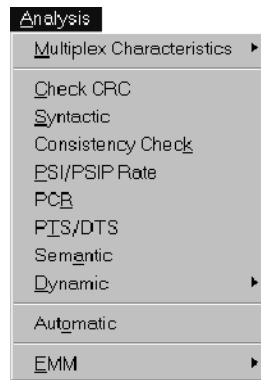 Analysis
Multiplex Characteristics
Check CRC
Syntactic
Consistency Check
PSI/PSIP Rate
PCR
PTS/DTS
Semantic
Dynamic
Automatic
EMM